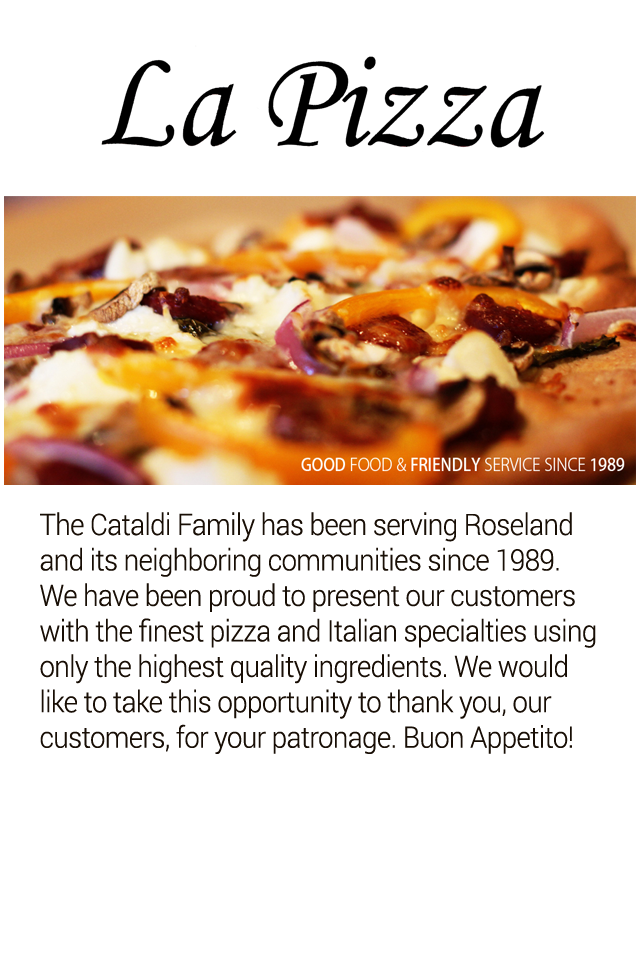 La Pizza
GOOD FOOD & FRIENDLY SERVICE SINCE 1989
The Cataldi Family has been serving Roseland
and its neighboring communities since 1989.
We have been proud to present our customers
with the finest pizza and Italian specialties using
only the highest quality ingredients. We would
like to take this opportunity to thank you, our
customers, for your patronage. Buon Appetito!